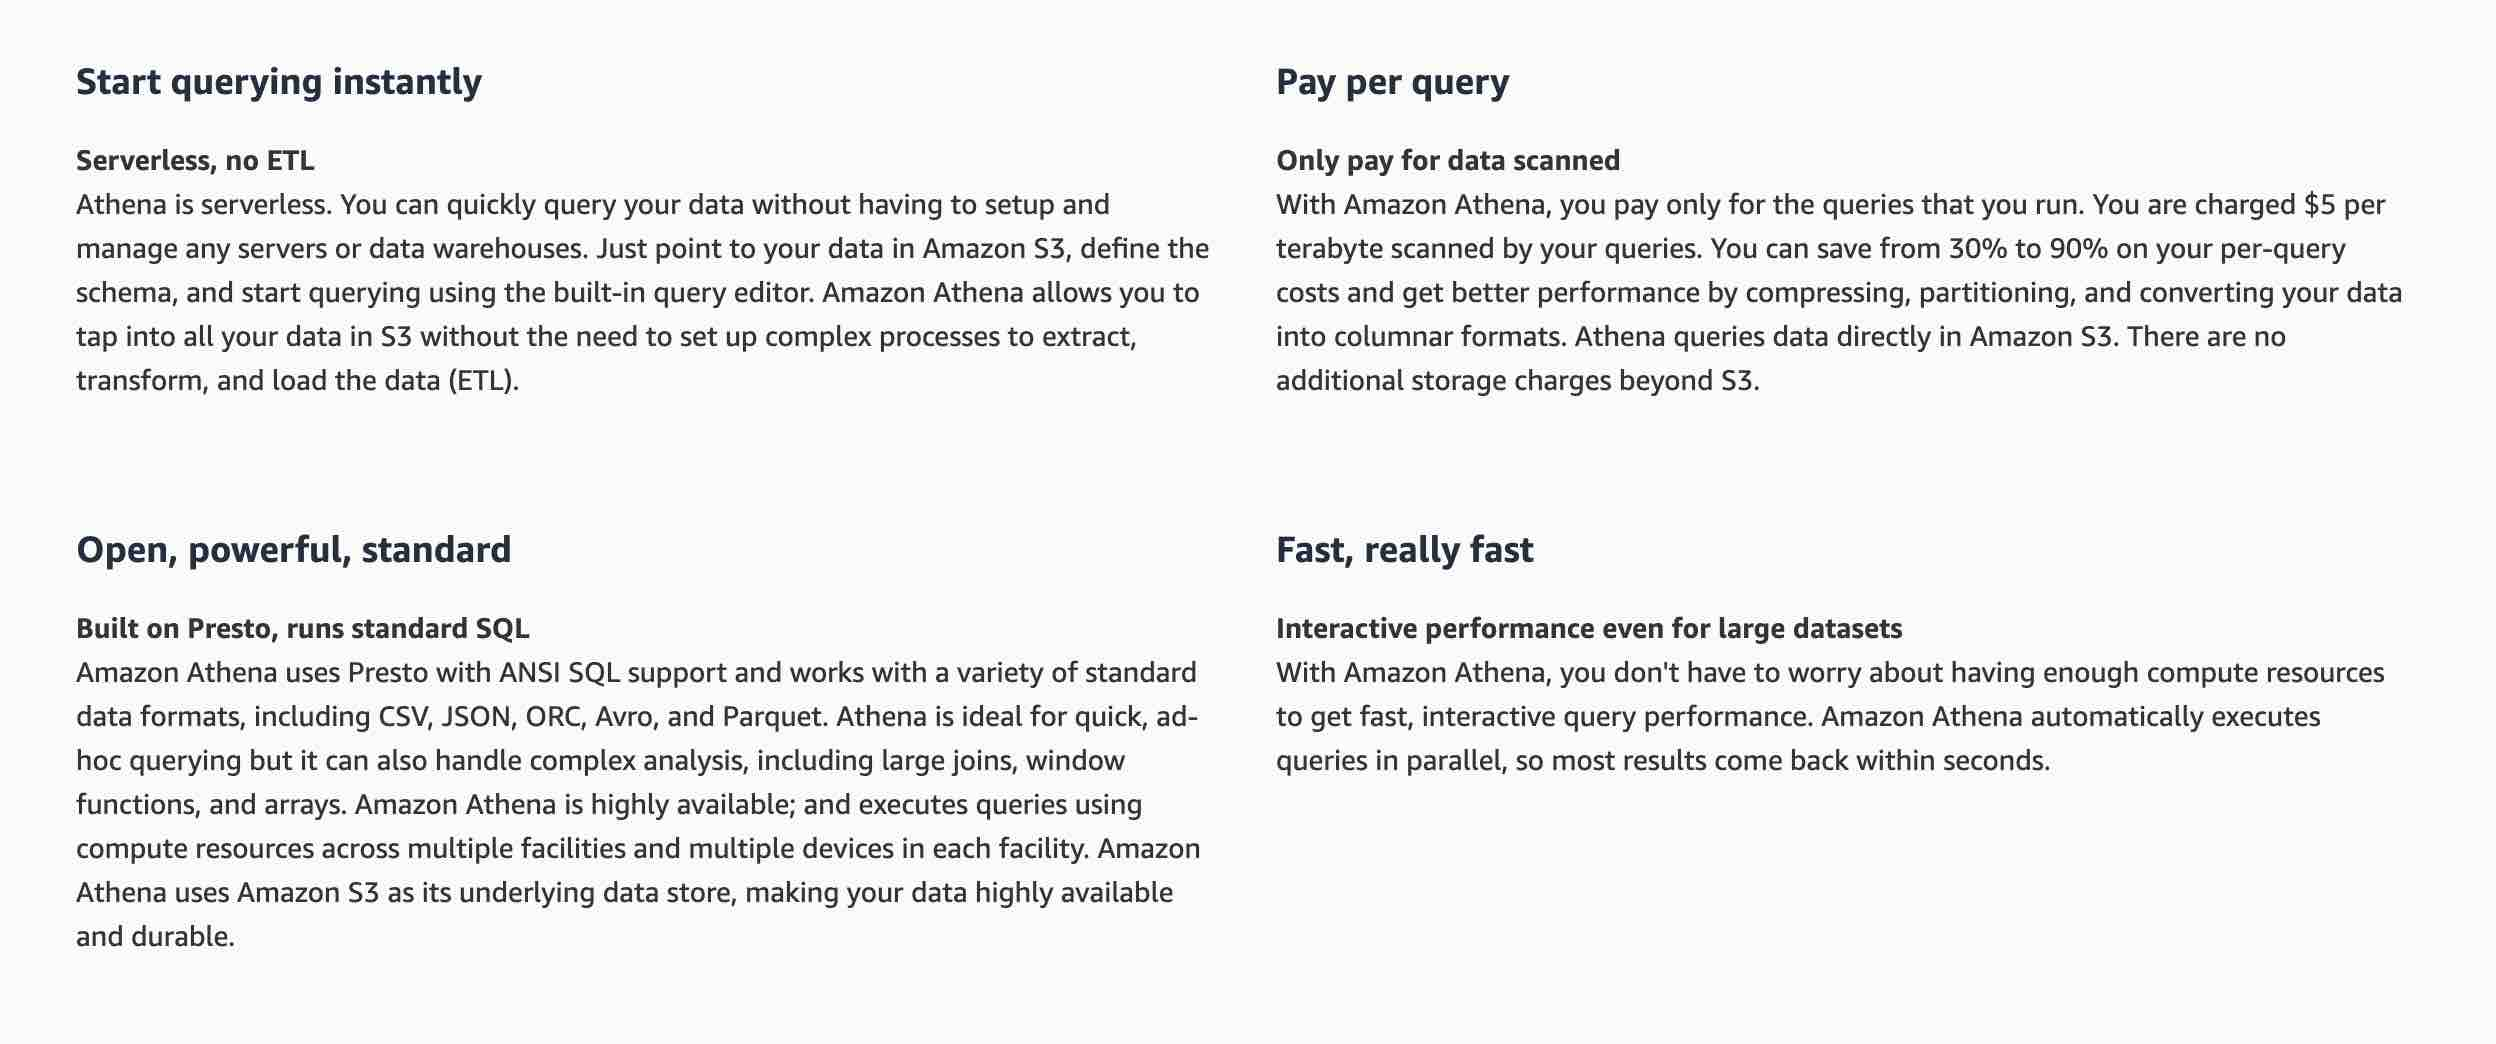 Start querying instantly
Serverless, no ETL
Athena is serverless. You can quickly query your data without having to setup and
manage any servers or data warehouses. Just point to your data in Amazon S3, define the
schema, and start querying using the built-in query editor. Amazon Athena allows you to
tap into all your data in S3 without the need to set up complex processes to extract,
transform, and load the data (ETL).
Pay per query
Only pay for data scanned
With Amazon Athena, you pay only for the queries that you run. You are charged $5 per
terabyte scanned by your queries. You can save from 30% to 90% on your per-query
costs and get better performance by compressing, partitioning, and converting your data
into columnar formats. Athena queries data directly in Amazon S3. There are no
additional storage charges beyond S3.
Open, powerful, standard
Built on Presto, runs standard SQL
Amazon Athena uses Presto with ANSI SQL support and works with a variety of standard
data formats, including CSV, JSON, ORC, Avro, and Parquet. Athena is ideal for quick, ad-
hoc querying but it can also handle complex analysis, including large joins, window
functions, and arrays. Amazon Athena is highly available; and executes queries using
compute resources across multiple facilities and multiple devices in each facility. Amazon
Athena uses Amazon S3 as its underlying data store, making your data highly available
and durable.
Fast, really fast
Interactive performance even for large datasets
With Amazon Athena, you don't have to worry about having enough compute resources
to get fast, interactive query performance. Amazon Athena automatically executes
queries in parallel, so most results come back within seconds.